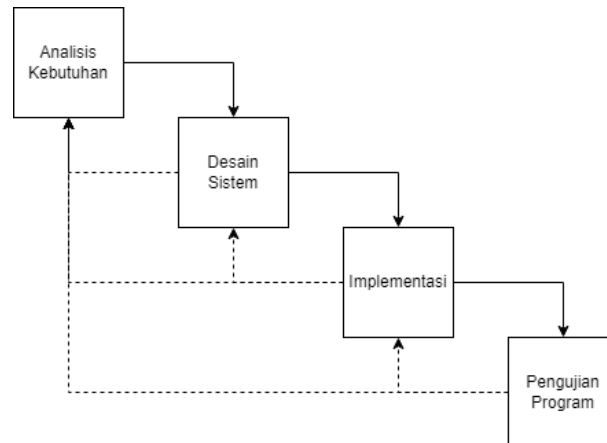 Analisis
Kebutuhan
Desain
Sistem
Implementasi
Pengujian
Program